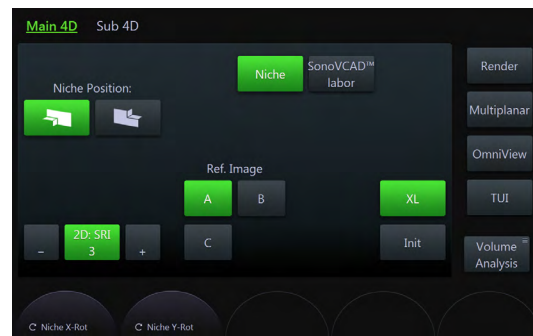 Main 4D Sub 4D
Niche
SonoVCAD™
labor
Render
Niche Position:
Multiplanar
OmniView
Ref. Image
A B XL TUI
2D: SRI
- 3 +
C Init
Volume =
Analysis
Niche X-Rot Niche Y-Rot